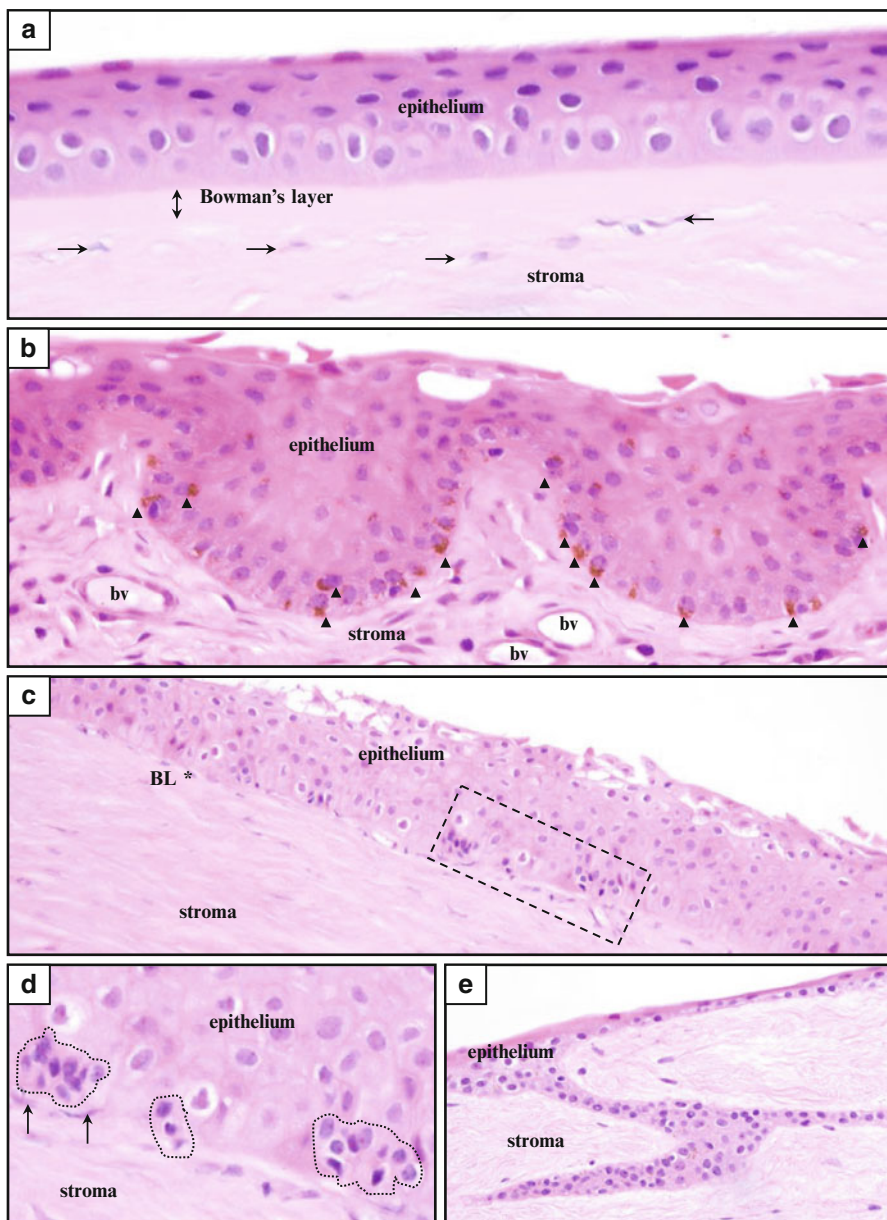 a
epithelium
Bowman's layer
stroma
b
epithelium
bv
stroma
bv
bv
c
epithelium
BL *
stroma
d
epithelium
stroma
e
epithelium
stroma